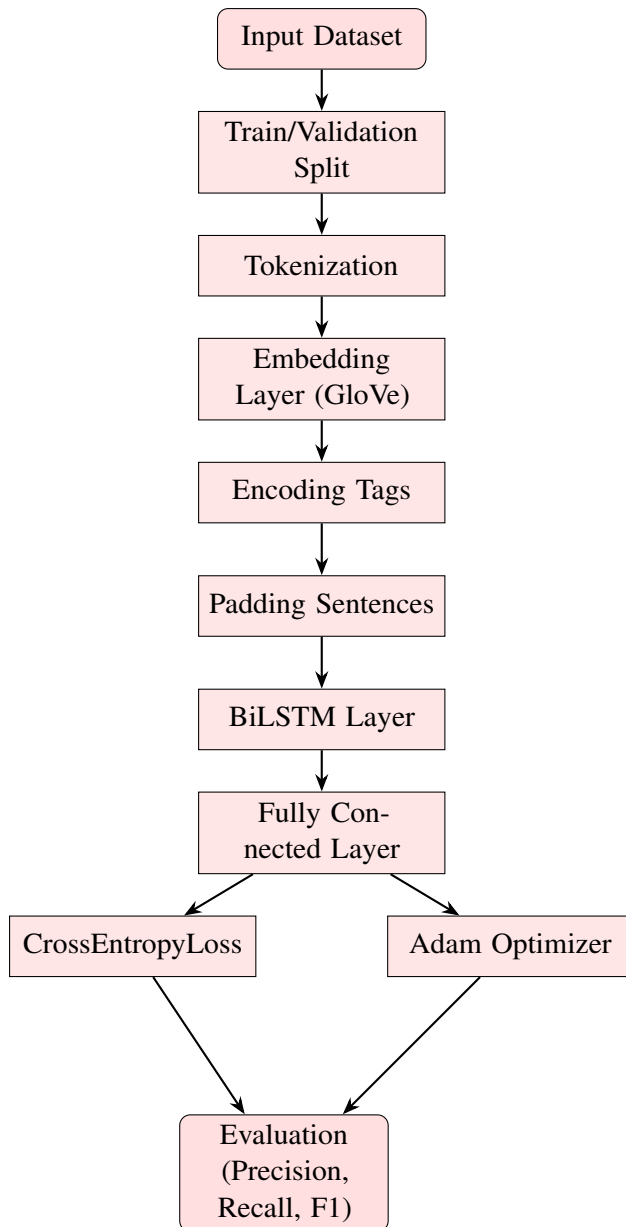 Input Dataset
Train/Validation
Split
Tokenization
Embedding
Layer (GloVe)
Encoding Tags
Padding Sentences
BiLSTM Layer
Fully Con-
nected Layer
CrossEntropyLoss
Adam Optimizer
Evaluation
(Precision,
Recall, F1)